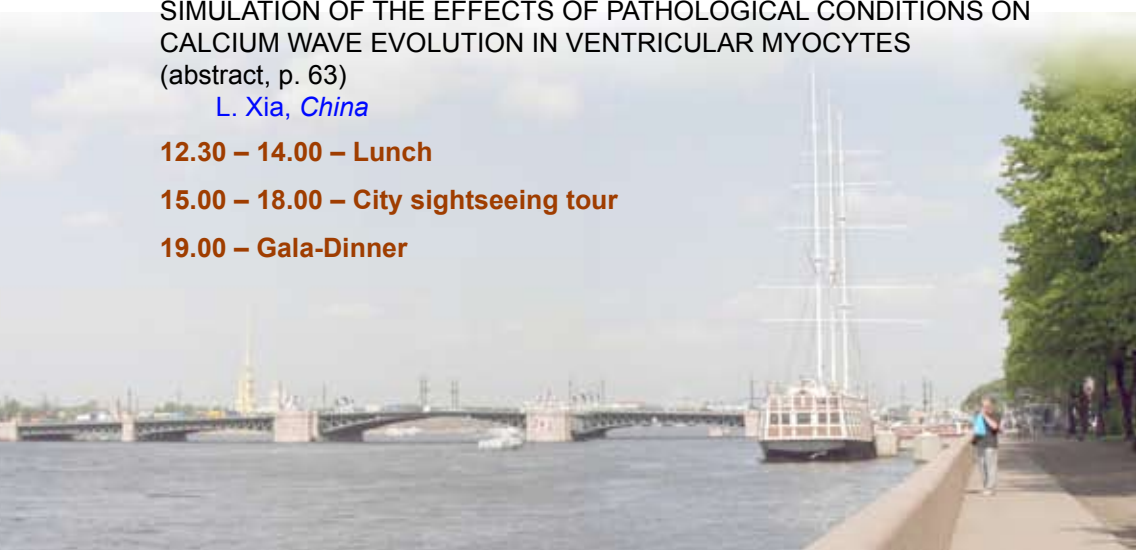 SIMULATION OF THE EFFECTS OF PATHOLOGICAL CONDITIONS ON
CALCIUM WAVE EVOLUTION IN VENTRICULAR MYOCYTES
(abstract, p. 63)
L. Xia, China
12.30 – 14.00 – Lunch
15.00 – 18.00 – City sightseeing tour
19.00 – Gala-Dinner